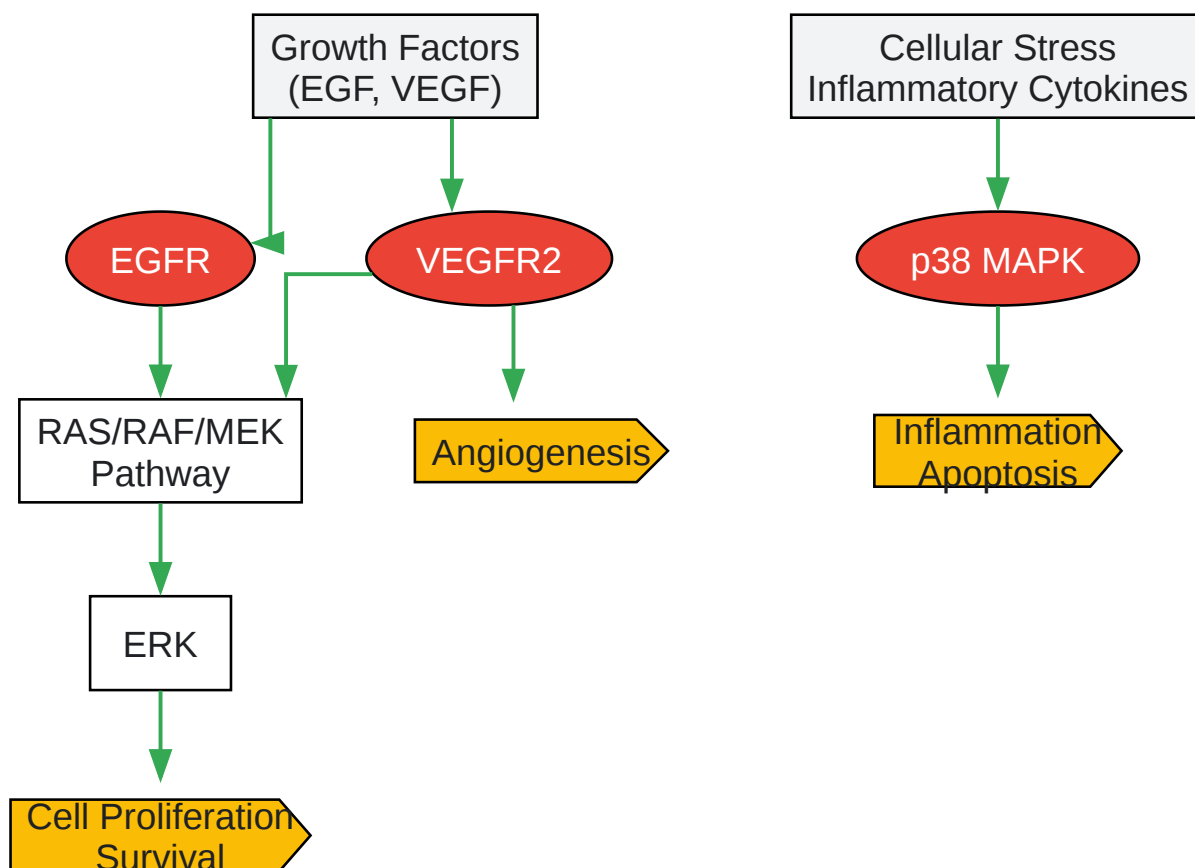 Growth Factors
(EGF, VEGF)
Cellular Stress
Inflammatory Cytokines
EGFR
VEGFR2
p38 MAPK
RAS/RAF/MEK
Pathway
Angiogenesis
Inflammation
Apoptosis
ERK
Cell Proliferation
Survival